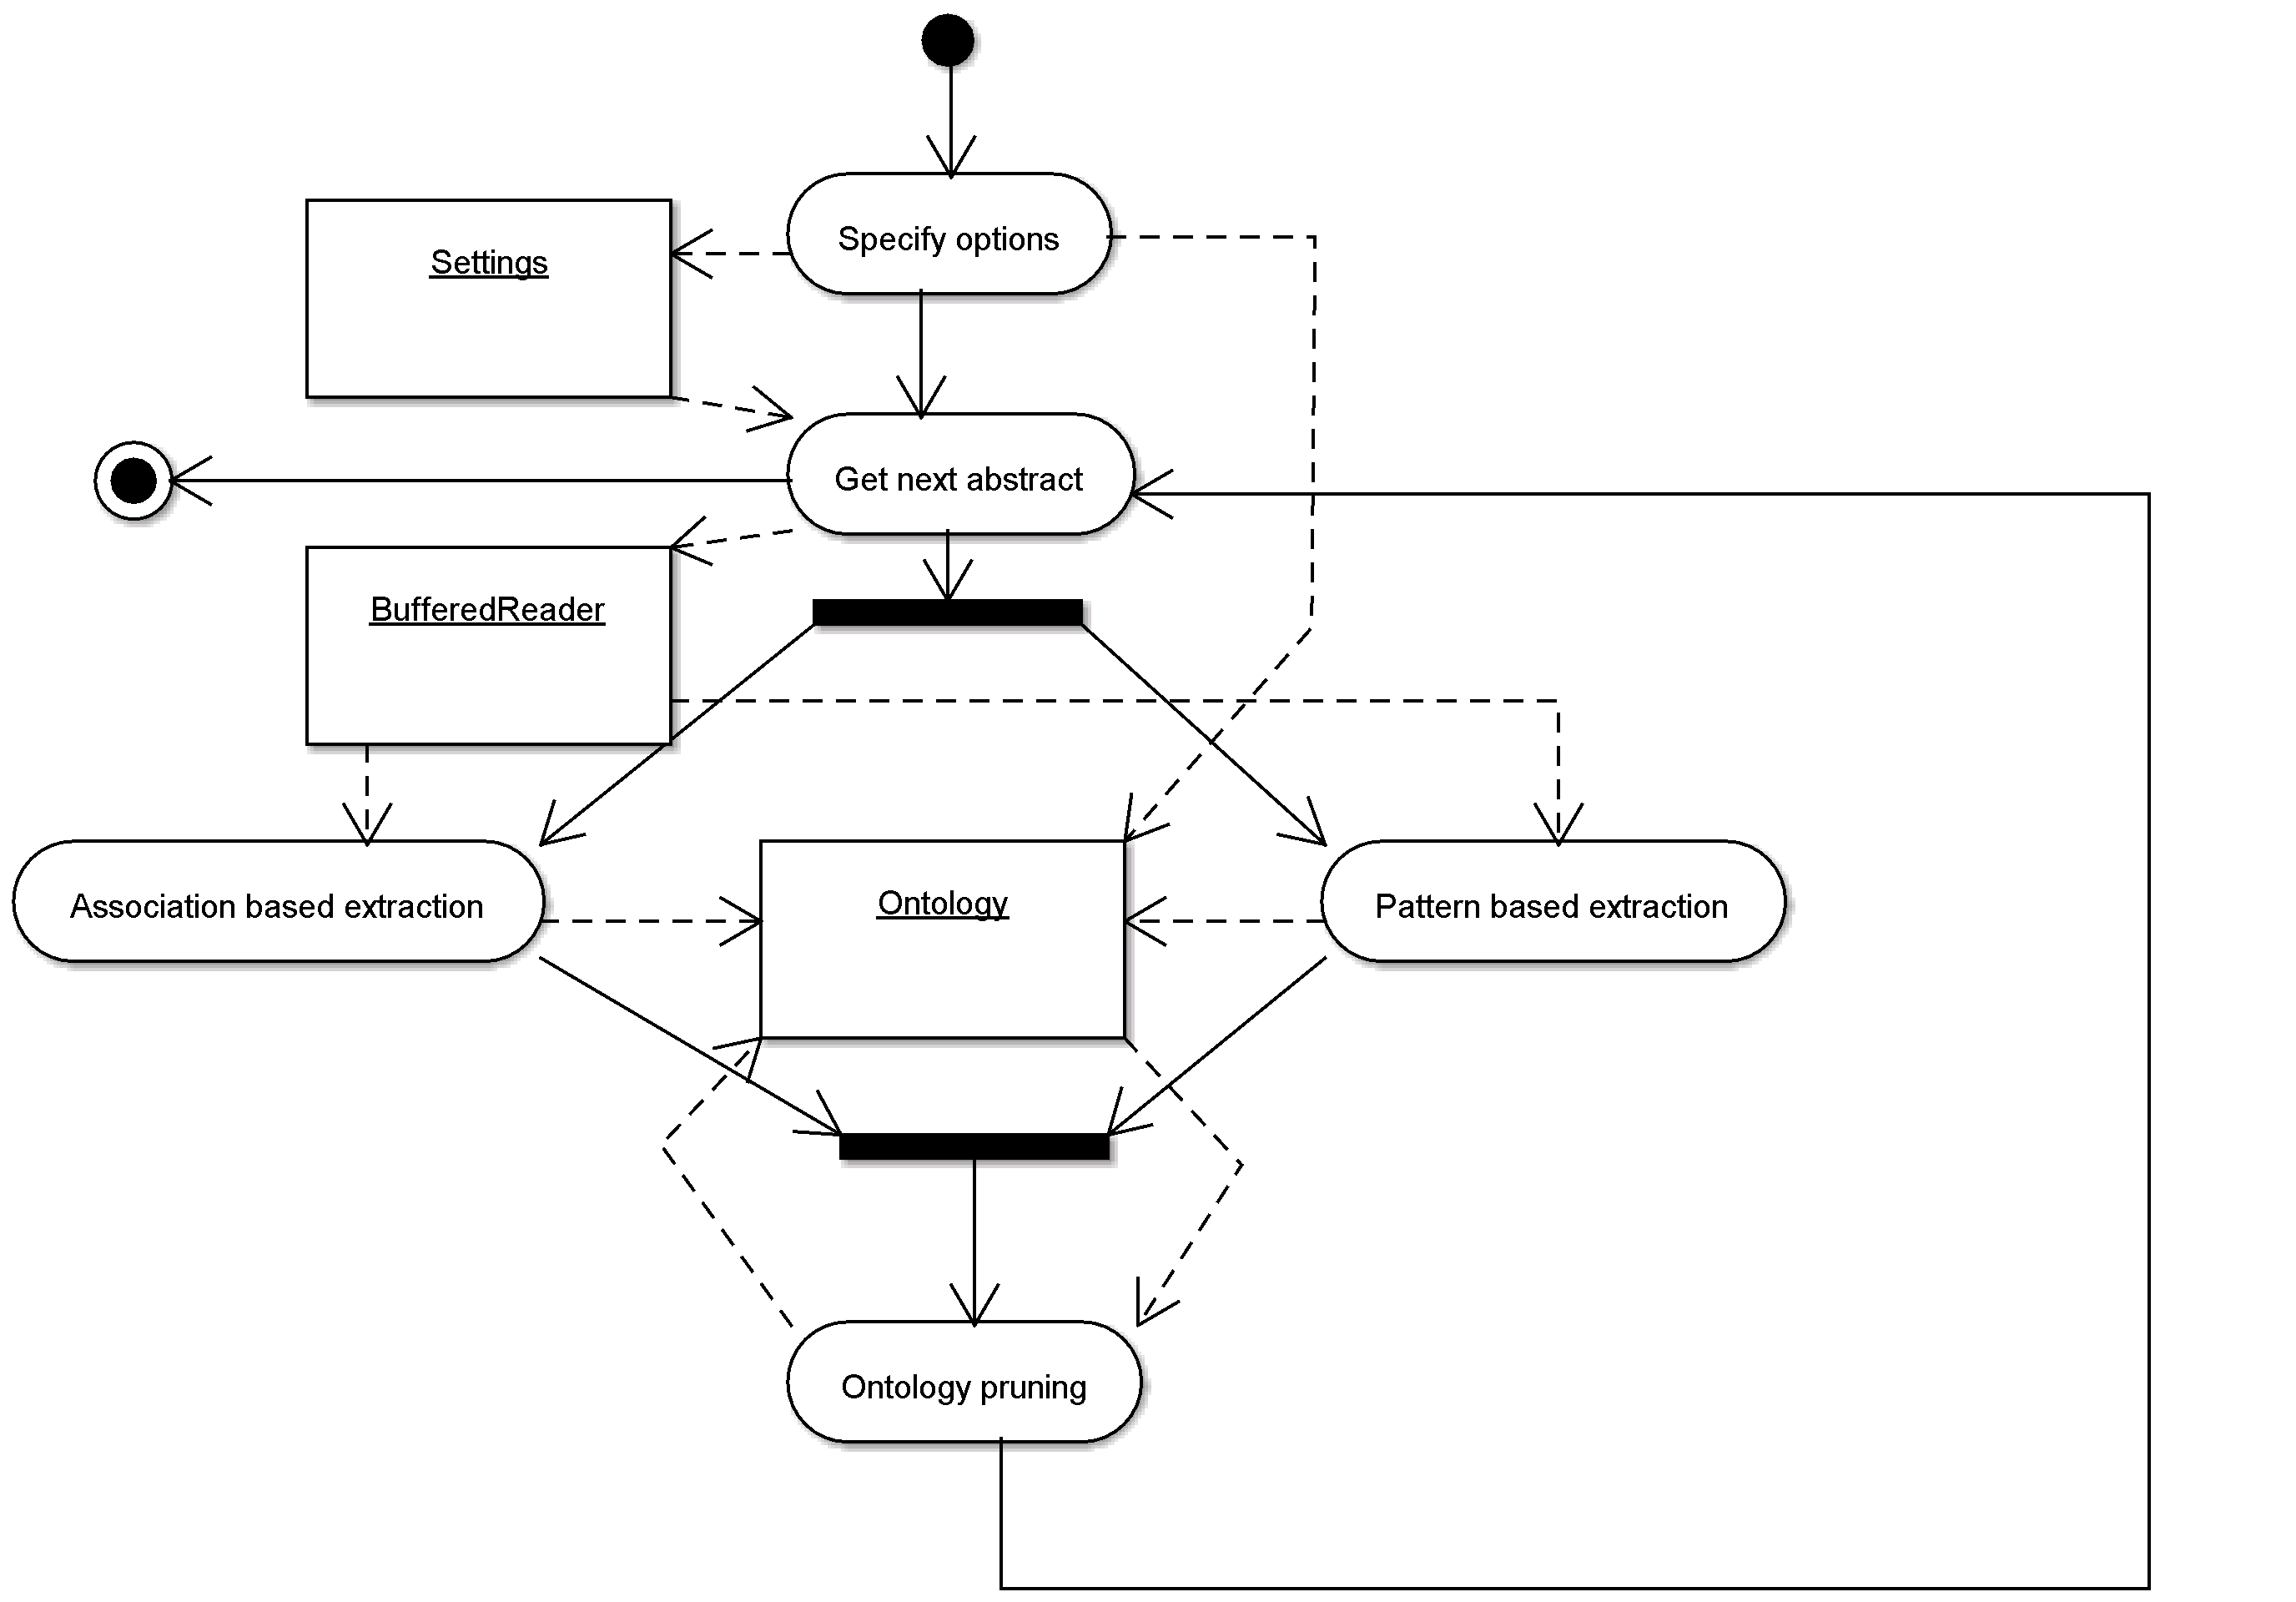 Specify options
Settings
Get next abstract
BufferedReader
Association based extraction
Ontology
Pattern based extraction
Ontology pruning